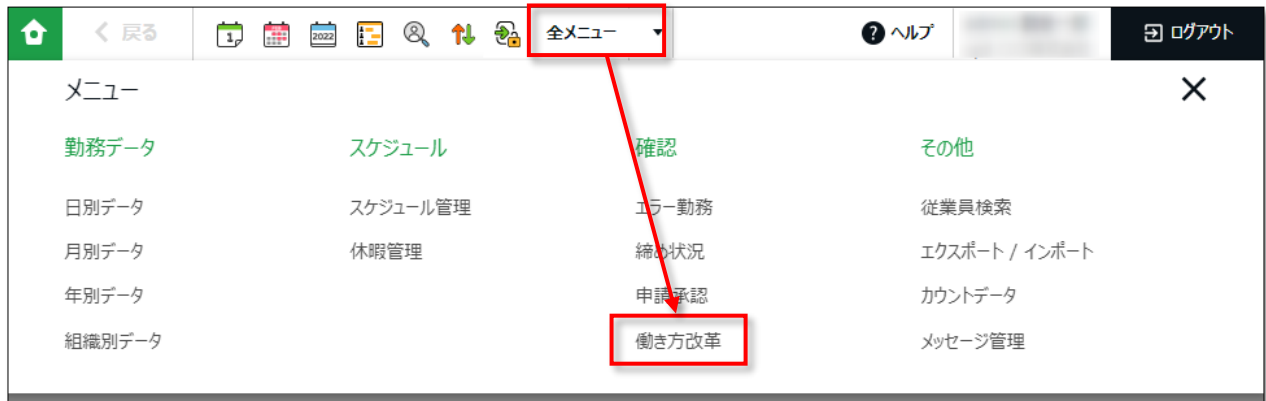 戻る 1, 2022 全メニュー ? ヘルプ ログアウト
メニュー
勤務データ スケジュール 確認 その他
日別データ スケジュール管理 エラー勤務 従業員検索
月別データ 休暇管理 締め状況 エクスポート / インポート
年別データ 申請承認 カウントデータ
組織別データ 働き方改革 メッセージ管理